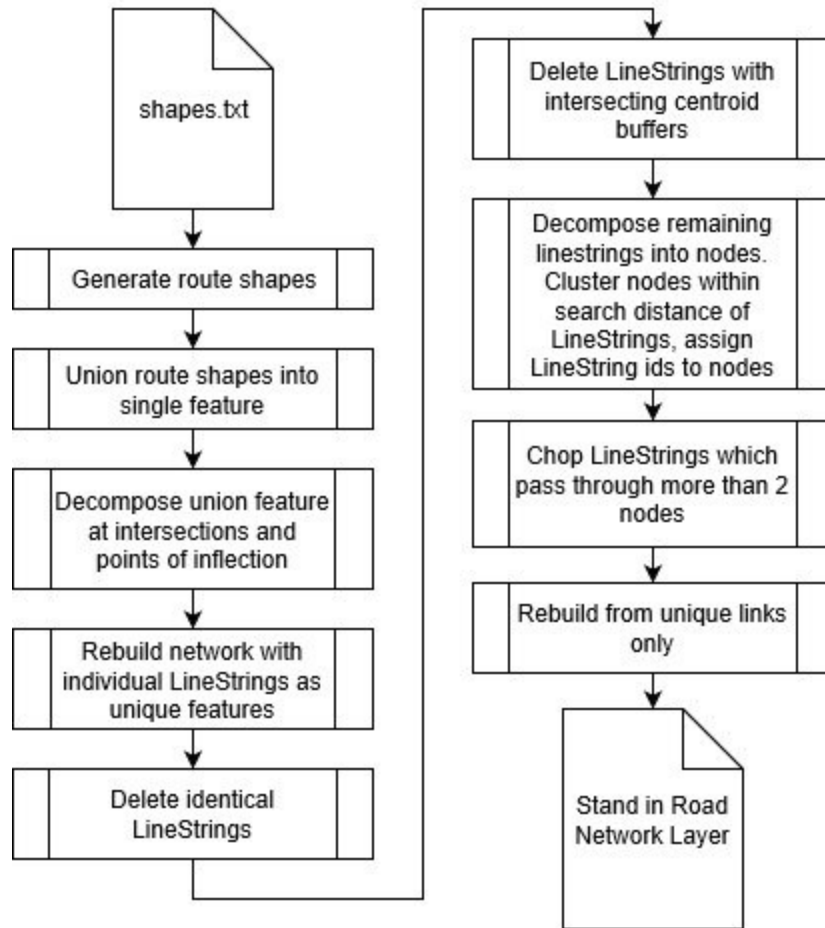 shapes.txt
Generate route shapes
Union route shapes into
single feature
Decompose union feature
at intersections and
points of inflection
Rebuild network with
individual LineStrings as
unique features
Delete identical
LineStrings
Delete LineStrings with
intersecting centroid
buffers
Decompose remaining
linestrings into nodes.
Cluster nodes within
search distance of
LineStrings, assign
LineString ids to nodes
Chop LineStrings which
pass through more than 2
nodes
Rebuild from unique links
only
Stand in Road
Network Layer